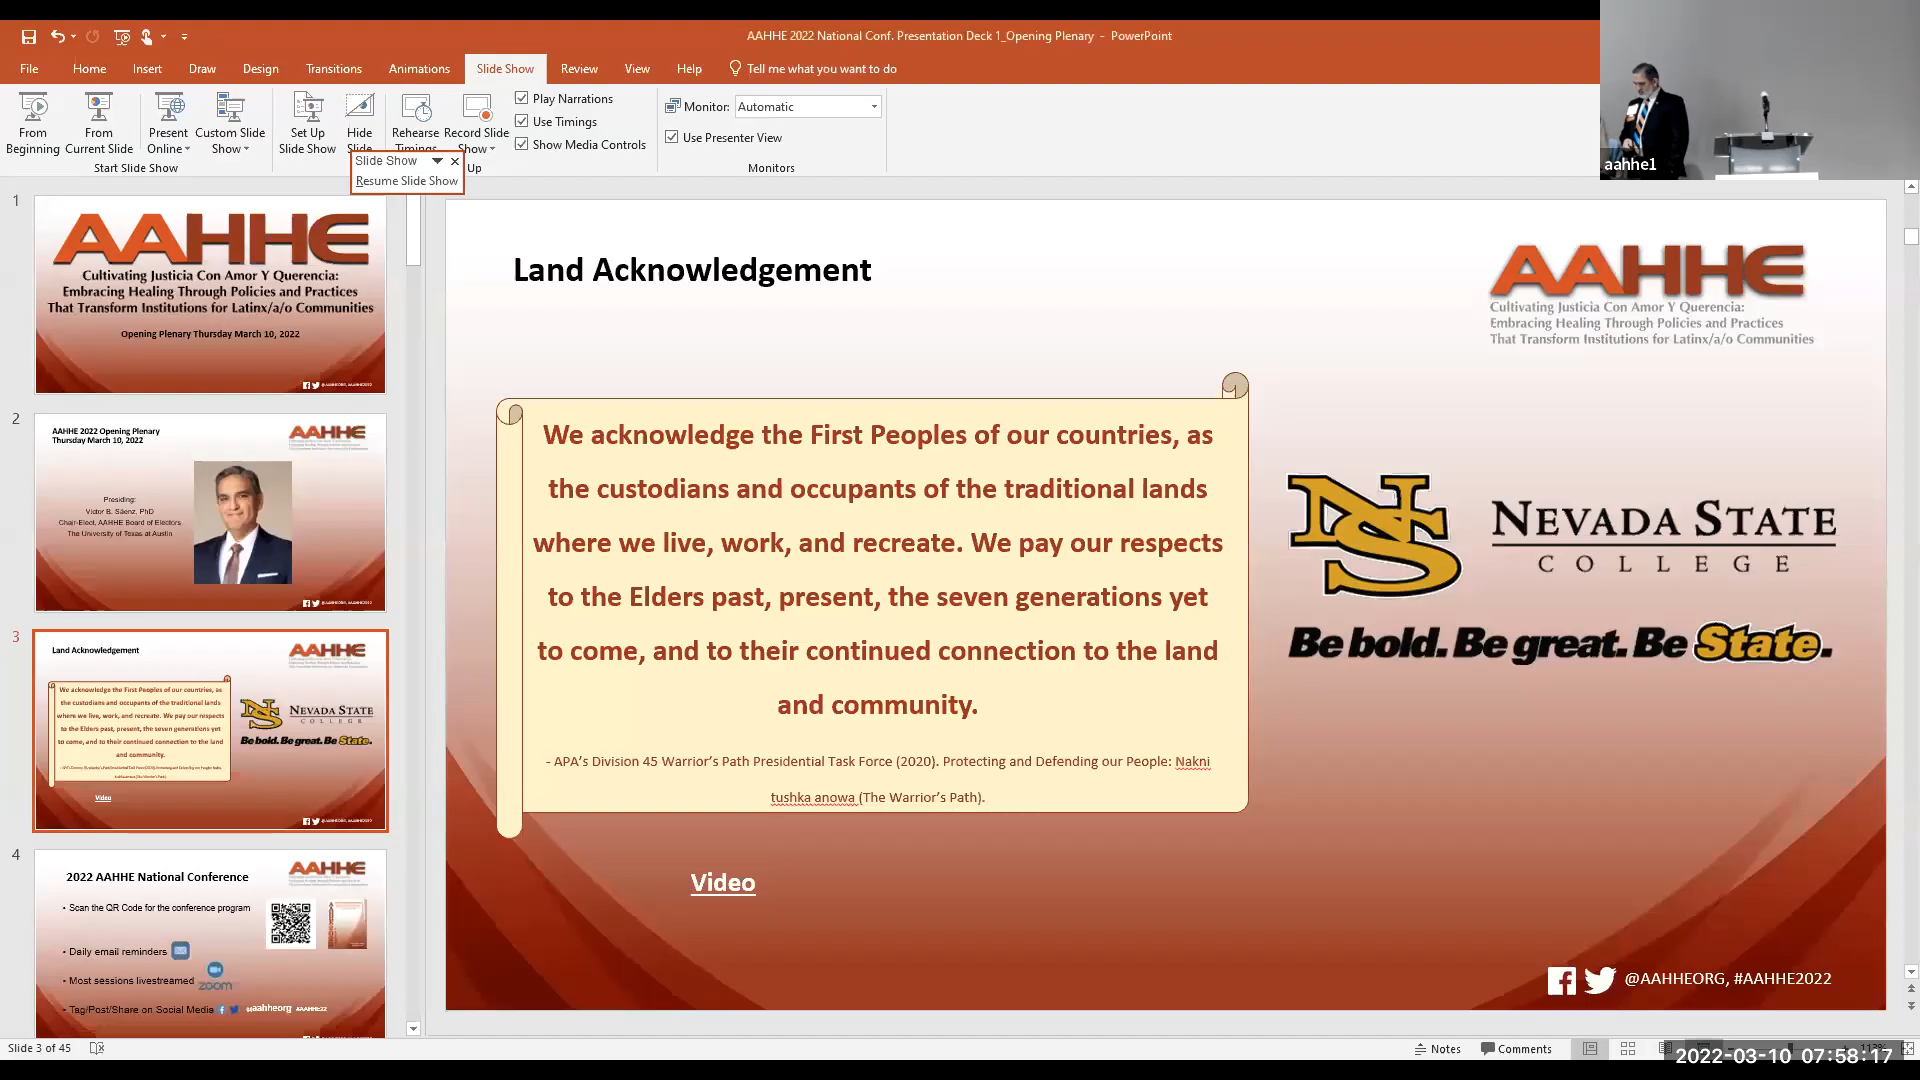 AAHHE 2022 National Conf. Presentation Deck 1_Opening Plenary - PowerPoint
File Home Insert Draw Design Transitions Animations Slide Show Review View Help Tell me what you want to do
From Beginning
From Current Slide
Present Online
Custom Slide Show
Start Slide Show
Set Up Slide Show
Hide Slide
Rehearse Timings
Record Slide Show
Play Narrations
Use Timings
Show Media Controls
Up
Monitor: Automatic
Use Presenter View
Monitors
Slide Show
Resume Slide Show
aahhe1
1
AAHHE
Cultivating Justicia Con Amor Y Querencia:
Embracing Healing Through Policies and Practices
That Transform Institutions for Latinx/a/o Communities
Opening Plenary Thursday March 10, 2022
@AAHHEORG, #AAHHE2022
2
AAHHE 2022 Opening Plenary
Thursday March 10, 2022
AAHHE
Presiding:
Victor B. Sáenz, PhD
Chair-Elect, AAHHE Board of Electors
The University of Texas at Austin
@AAHHEORG, #AAHHE2022
3
Land Acknowledgement
AAHHE
We acknowledge the First Peoples of our countries, as
the custodians and occupants of the traditional lands
where we live, work, and recreate. We pay our respects
to the Elders past, present, the seven generations yet
to come, and to their continued connection to the land
and community.
NS NEVADA STATE
COLLEGE
Be bold. Be great. Be State.
Video
@AAHHEORG, #AAHHE2022
4
2022 AAHHE National Conference
AAHHE
• Scan the QR Code for the conference program
• Daily email reminders
• Most sessions livestreamed zoom
• Tag/Post/Share on Social Media @aahheorg #AAHHE22
Land Acknowledgement
AAHHE
Cultivating Justicia Con Amor Y Querencia:
Embracing Healing Through Policies and Practices
That Transform Institutions for Latinx/a/o Communities
We acknowledge the First Peoples of our countries, as
the custodians and occupants of the traditional lands
where we live, work, and recreate. We pay our respects
to the Elders past, present, the seven generations yet
to come, and to their continued connection to the land
and community.
- APA's Division 45 Warrior's Path Presidential Task Force (2020). Protecting and Defending our People: Nakni
tushka anowa (The Warrior's Path).
NS NEVADA STATE
COLLEGE
Be bold. Be great. Be State.
Video
@AAHHEORG, #AAHHE2022
Slide 3 of 45
Notes Comments
2022-03-10 07:58:17